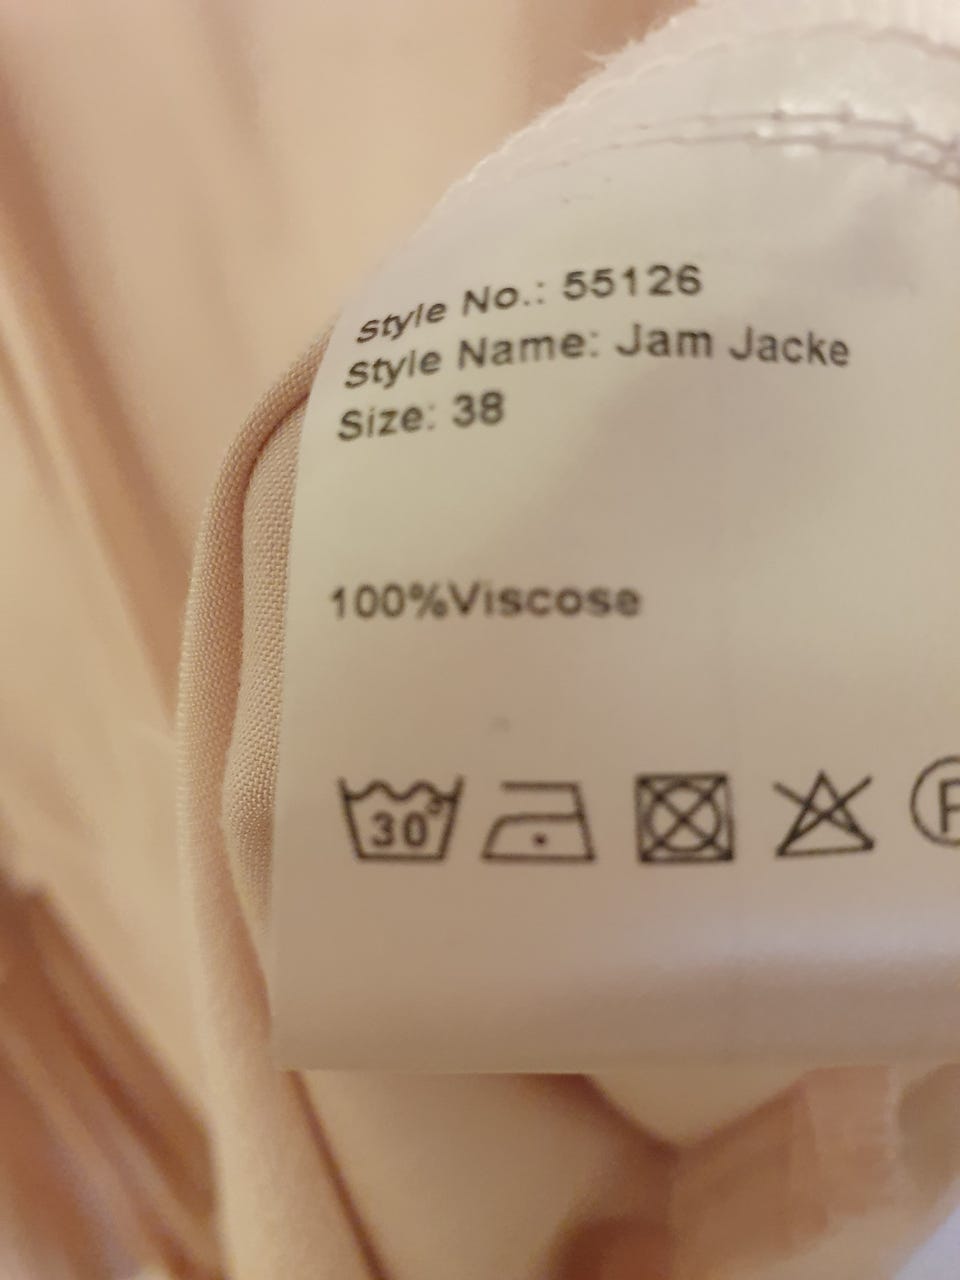 Style No.: 55126
Style Name: Jam Jacke
Size: 38
100%Viscose
30°
P